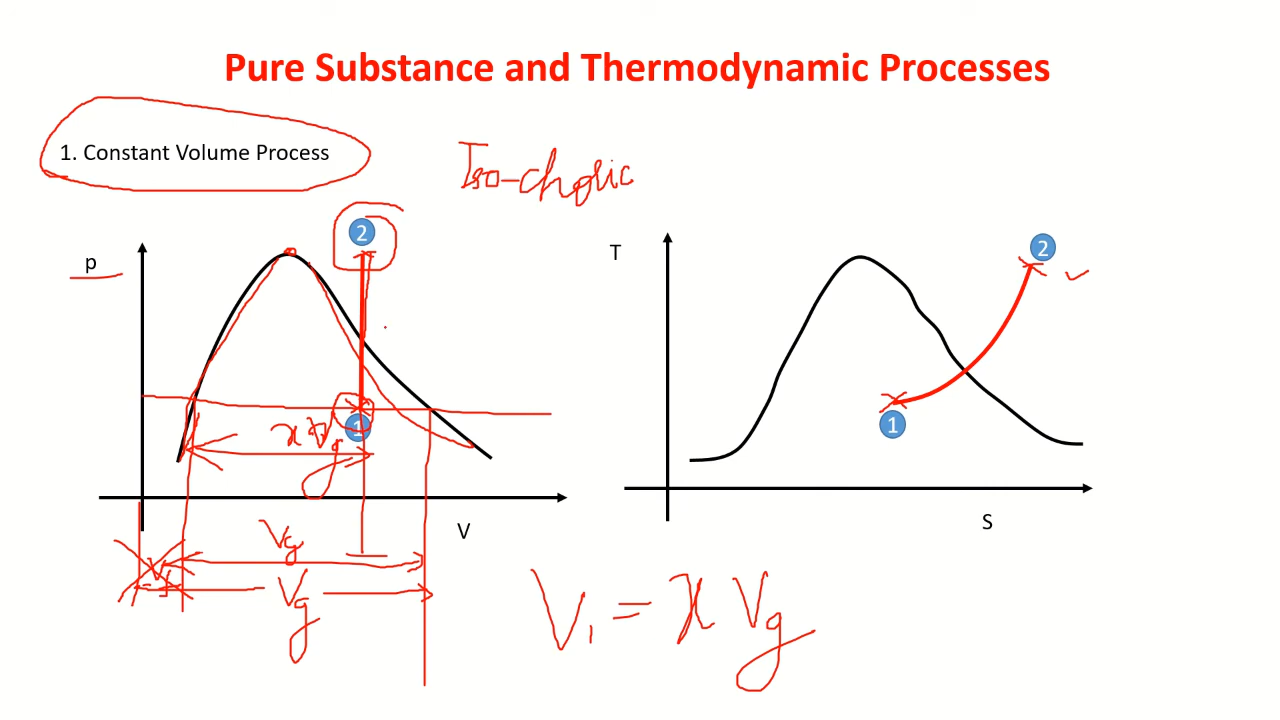 Pure Substance and Thermodynamic Processes
1. Constant Volume Process
Iso-choric
p
2
1
x Vg
V
Vg
Vg
T
2
1
S
V1 = x Vg